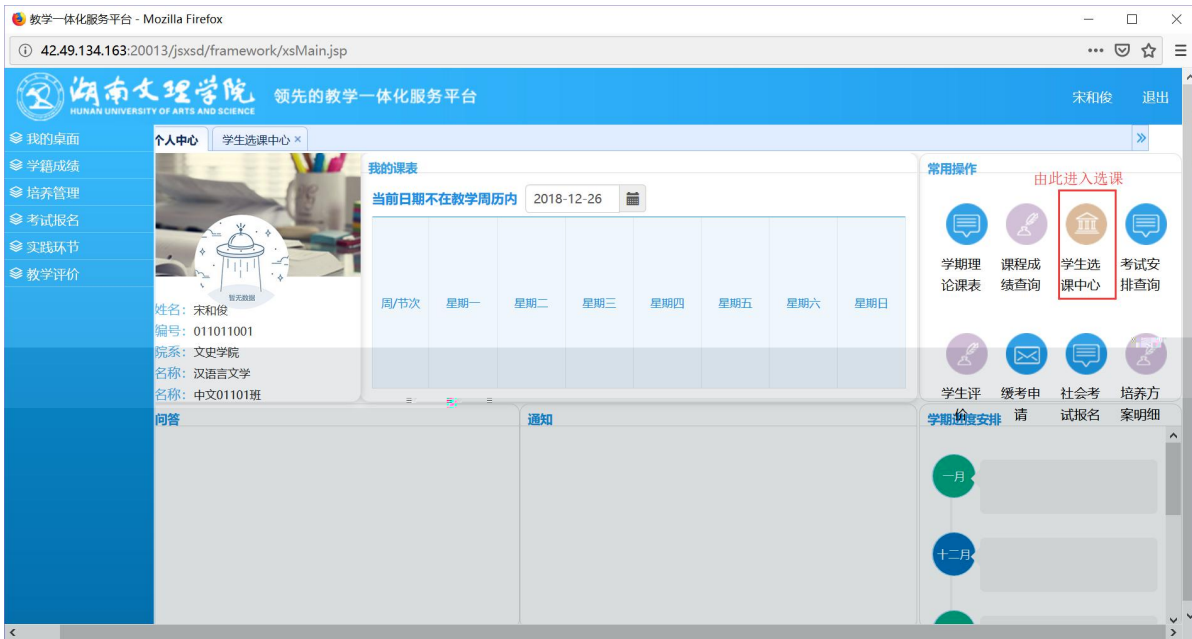 教学一体化服务平台 - Mozilla Firefox
42.49.134.163:20013/jsxsd/framework/xsMain.jsp
湖南文理学院
HUNAN UNIVERSITY OF ARTS AND SCIENCE
领先的教学一体化服务平台
宋和俊 退出
我的桌面
学籍成绩
培养管理
考试报名
实践环节
教学评价
个人中心 学生选课中心 ×
暂无数据
姓名: 宋和俊
编号: 011011001
院系: 文史学院
名称: 汉语言文学
名称: 中文01101班
我的课表
当前日期不在教学周历内 2018-12-26
周/节次 星期一 星期二 星期三 星期四 星期五 星期六 星期日
常用操作
由此进入选课
学期理论课表
课程成绩查询
学生选课中心
考试安排查询
学生评价
缓考申请
社会考试报名
培养方案明细
问答
通知
学期进度安排
一月
十二月